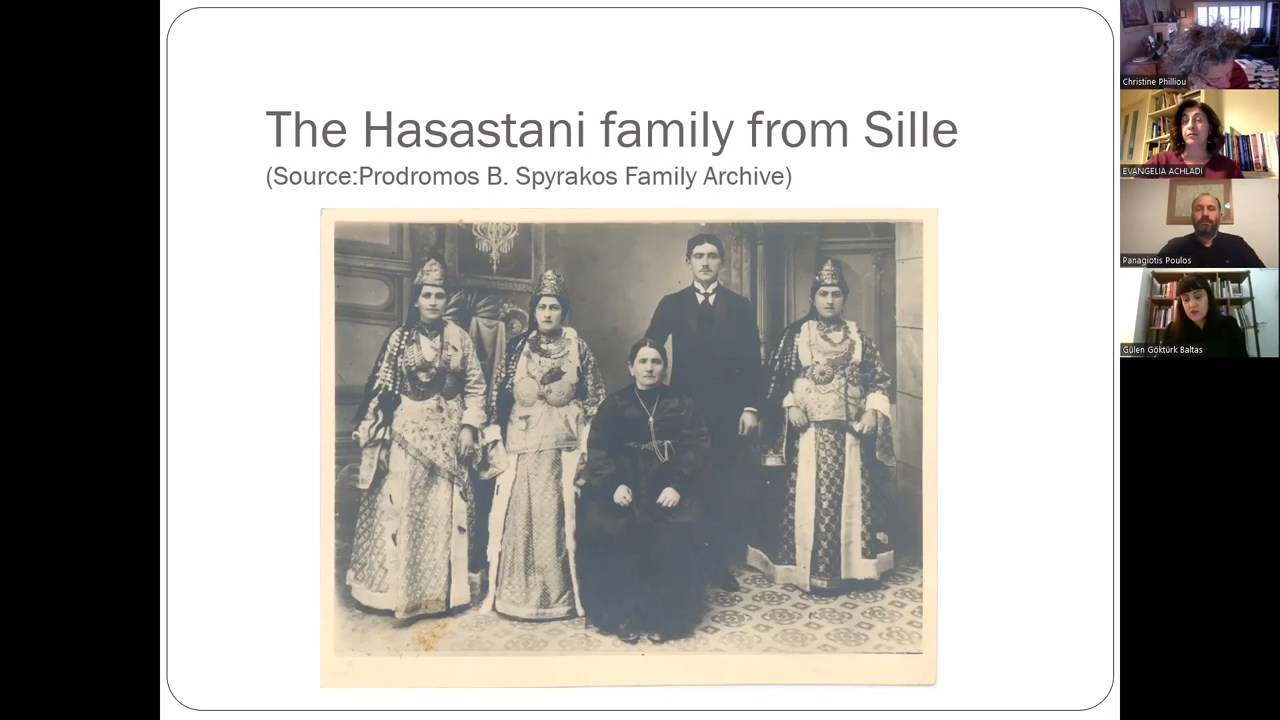 The Hasastani family from Sille
(Source:Prodromos B. Spyrakos Family Archive)
Christine Philliou
EVANGELIA ACHLADI
Panagiotis Poulos
Gülen Göktürk Baltas